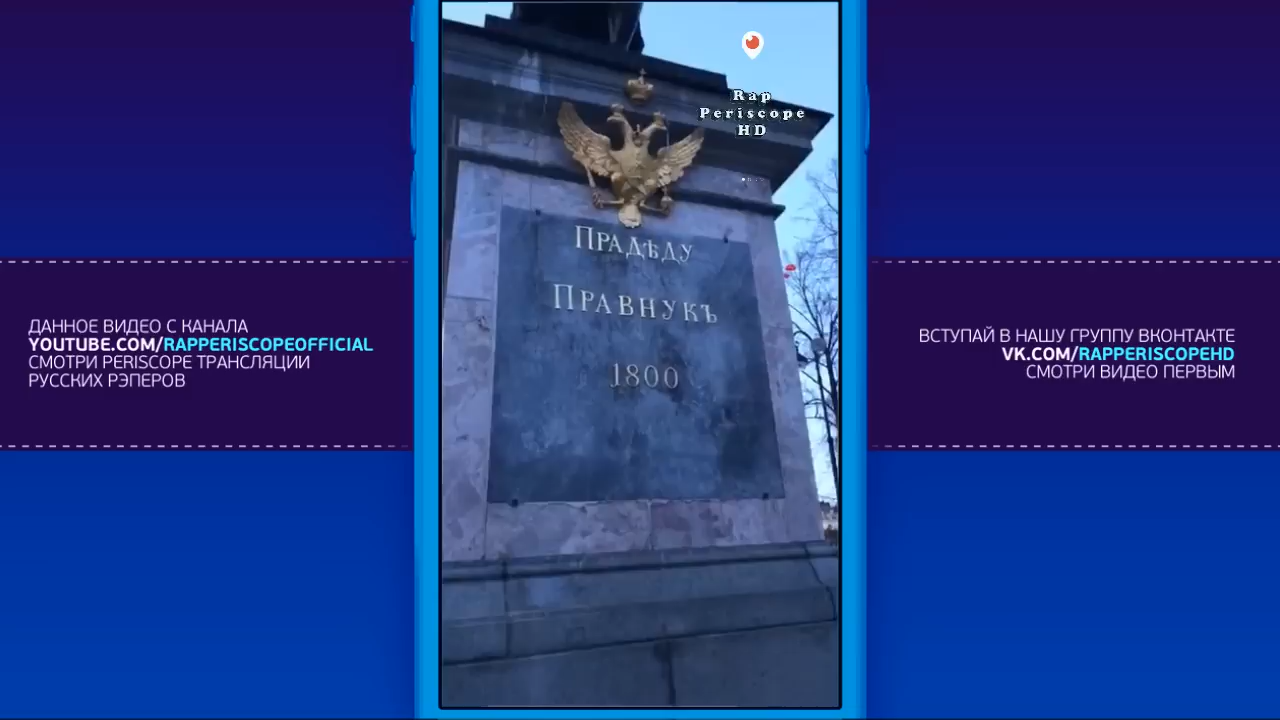 Rap
Periscope
HD
Прадѣду
Правнукъ
1800
ДАННОЕ ВИДЕО С КАНАЛА
YOUTUBE.COM/RAPPERISCOPEOFFICIAL
СМОТРИ PERISCOPE ТРАНСЛЯЦИИ
РУССКИХ РЭПЕРОВ
ВСТУПАЙ В НАШУ ГРУППУ ВКОНТАКТЕ
VK.COM/RAPPERISCOPEHD
СМОТРИ ВИДЕО ПЕРВЫМ